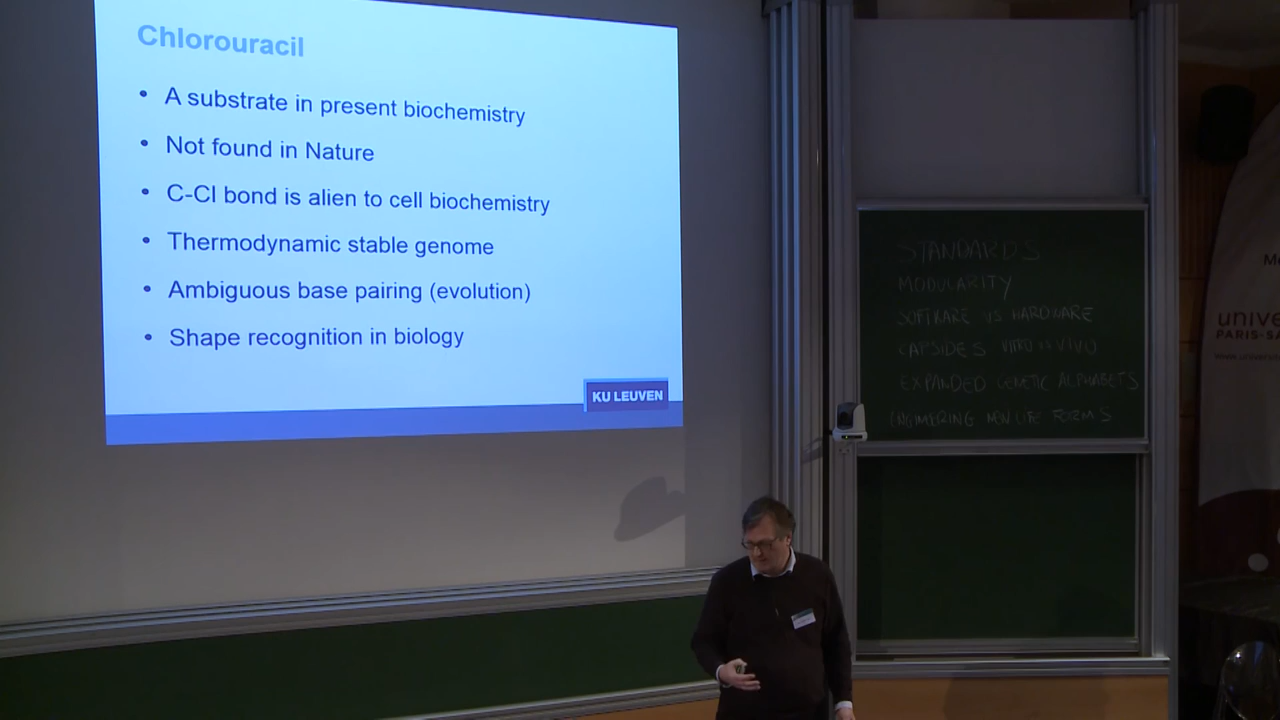 Chlorouracil
• A substrate in present biochemistry
• Not found in Nature
• C-Cl bond is alien to cell biochemistry
• Thermodynamic stable genome
• Ambiguous base pairing (evolution)
• Shape recognition in biology
KU LEUVEN
STANDARDS
MODULARITY
SOFTWARE VS HARDWARE
CAPSIDES VITRO VS VIVO
EXPANDED GENETIC ALPHABETS
LIFE FORMS
PARIS-S